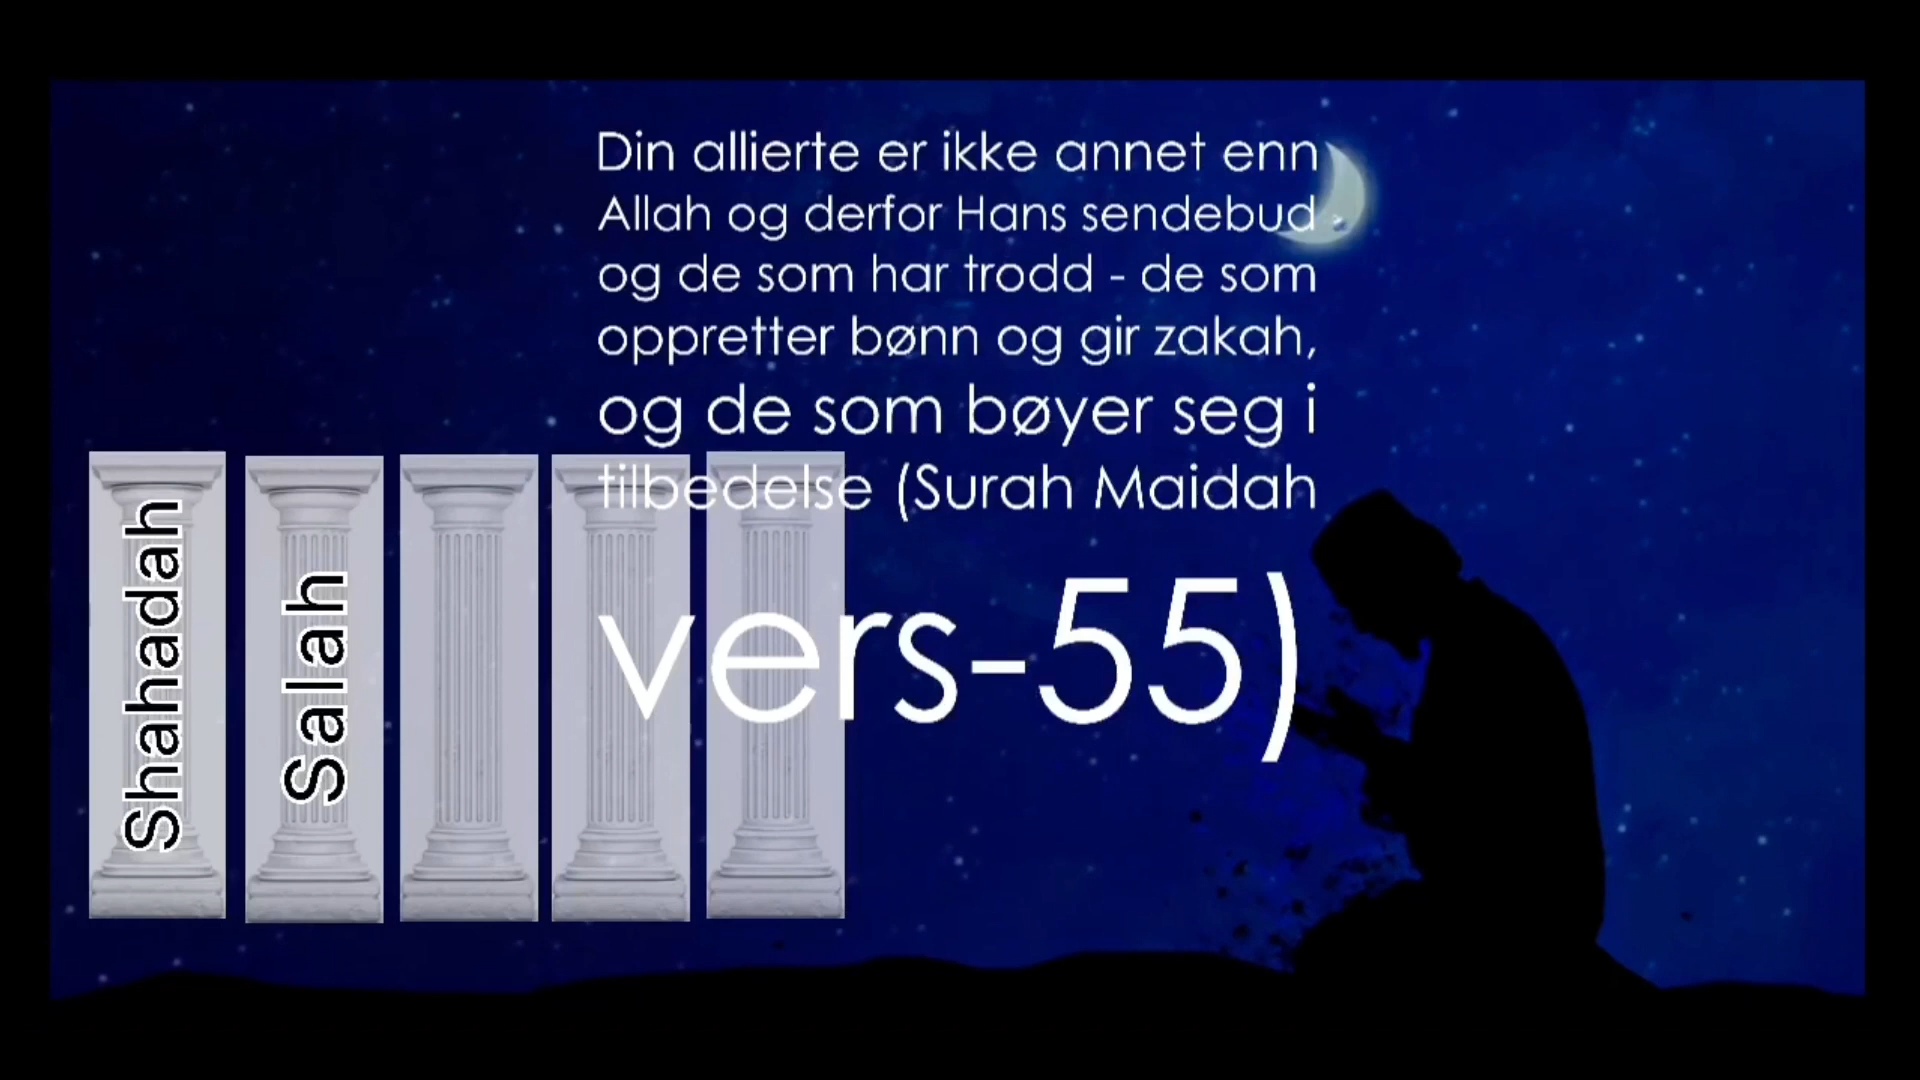 Din allierte er ikke annet enn
Allah og derfor Hans sendebud
og de som har trodd - de som
oppretter bønn og gir zakah,
og de som bøyer seg i
tilbedelse (Surah Maidah
vers-55)
Shahadah
Salah